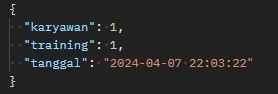 {
"karyawan": 1,
"training": 1,
"tanggal": "2024-04-07 22:03:22"
}